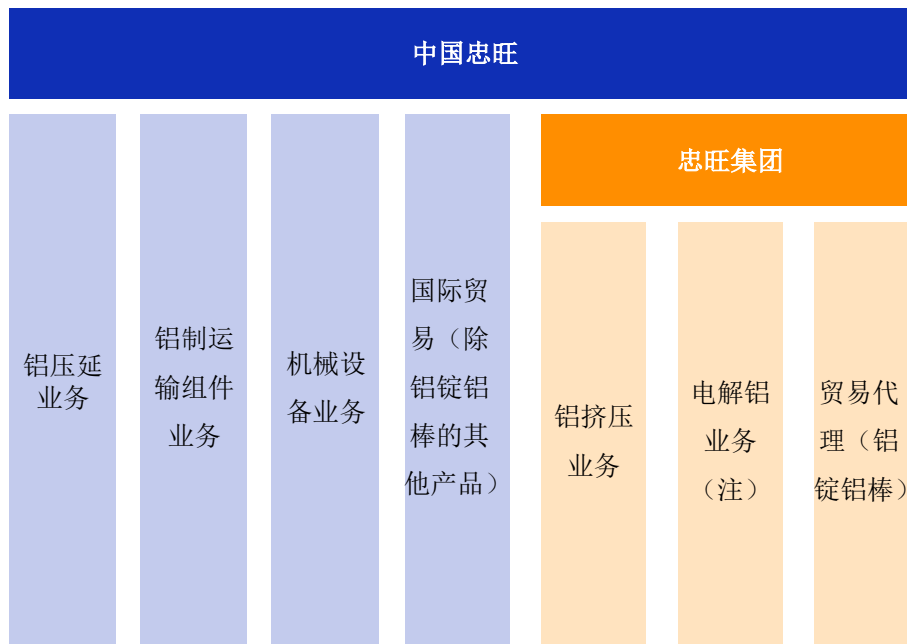 中国忠旺
铝压延
业务
铝制运
输组件
业务
机械设
备业务
国际贸
易（除
铝锭铝
棒的其
他产品）
忠旺集团
铝挤压
业务
电解铝
业务
（注）
贸易代
理（铝
锭铝棒）